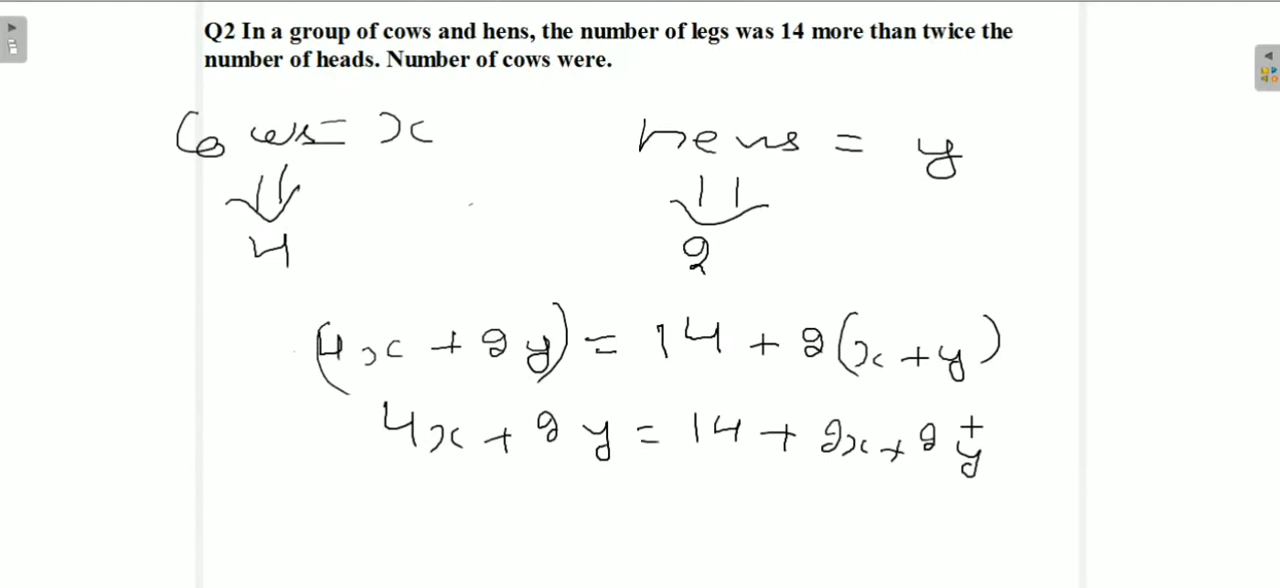 Q2 In a group of cows and hens, the number of legs was 14 more than twice the
number of heads. Number of cows were.
Cows = x hens = y
4 2
(4x + 2y) = 14 + 2(x + y)
4x + 2y = 14 + 2x + 2y